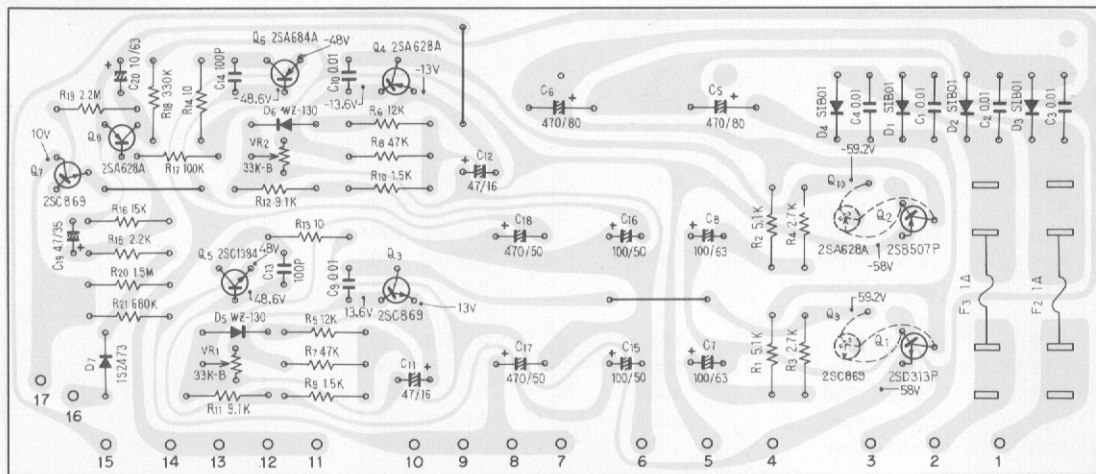 Q6 2SA684A
-48V
Q4 2SA628A
-13V
C20 10/63
R18 330K
R14 10
C14 100P
C10 0.01
R19 2.2M
-48.6V
-13.6V
C6
470/80
C5
470/80
D4 S1B01
C4 0.01
D1 S1B01
C1 0.01
D2 S1B01
C2 0.01
D3 S1B01
C3 0.01
10V
Q8
2SA628A
D6 WZ-130
R6 12K
VR2
33K-B
R8 47K
R17 100K
Q7
2SC869
R12 9.1K
R10 1.5K
C12
47/16
-59.2V
Q10
Q2
2SA628A
2SB507P
-58V
R2 5.1K
R4 2.7K
R16 15K
C19 4.7/35
R15 2.2K
R13 10
C18
470/50
C16
100/50
C8
100/63
Q5 2SC1384
48V
C13
100P
C9 0.01
Q3
2SC869
R20 1.5M
48.6V
13.6V
13V
R21 680K
D5 WZ-130
R5 12K
VR1
33K-B
R7 47K
D7
1S2473
R9 1.5K
R11 9.1K
C11
47/16
C17
470/50
C15
100/50
C7
100/63
R1 5.1K
R3 2.7K
59.2V
Q9
Q1
2SC869
2SD313P
58V
F3 1A
F2 1A
17
16
15
14
13
12
11
10
9
8
7
6
5
4
3
2
1